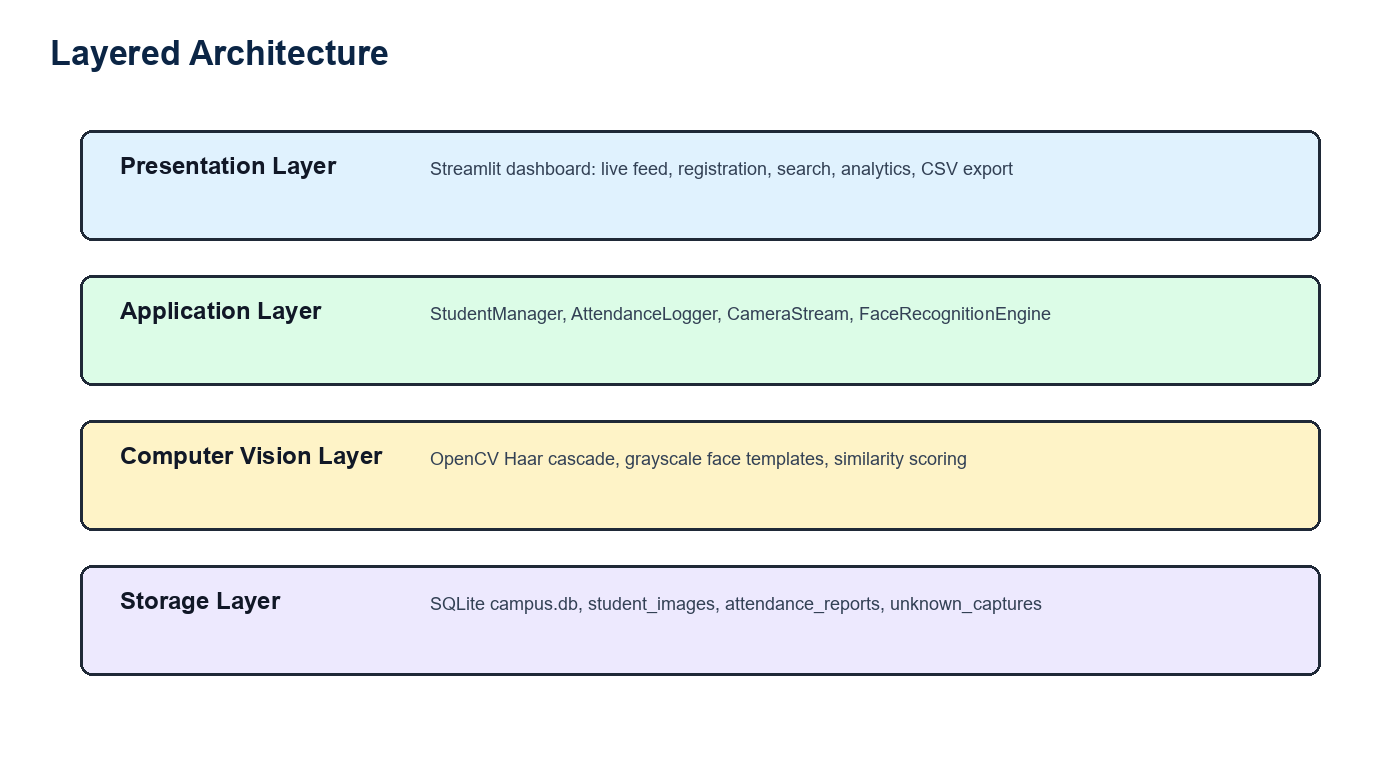 Layered Architecture
Presentation Layer
Streamlit dashboard: live feed, registration, search, analytics, CSV export
Application Layer
StudentManager, AttendanceLogger, CameraStream, FaceRecognitionEngine
Computer Vision Layer
OpenCV Haar cascade, grayscale face templates, similarity scoring
Storage Layer
SQLite campus.db, student_images, attendance_reports, unknown_captures